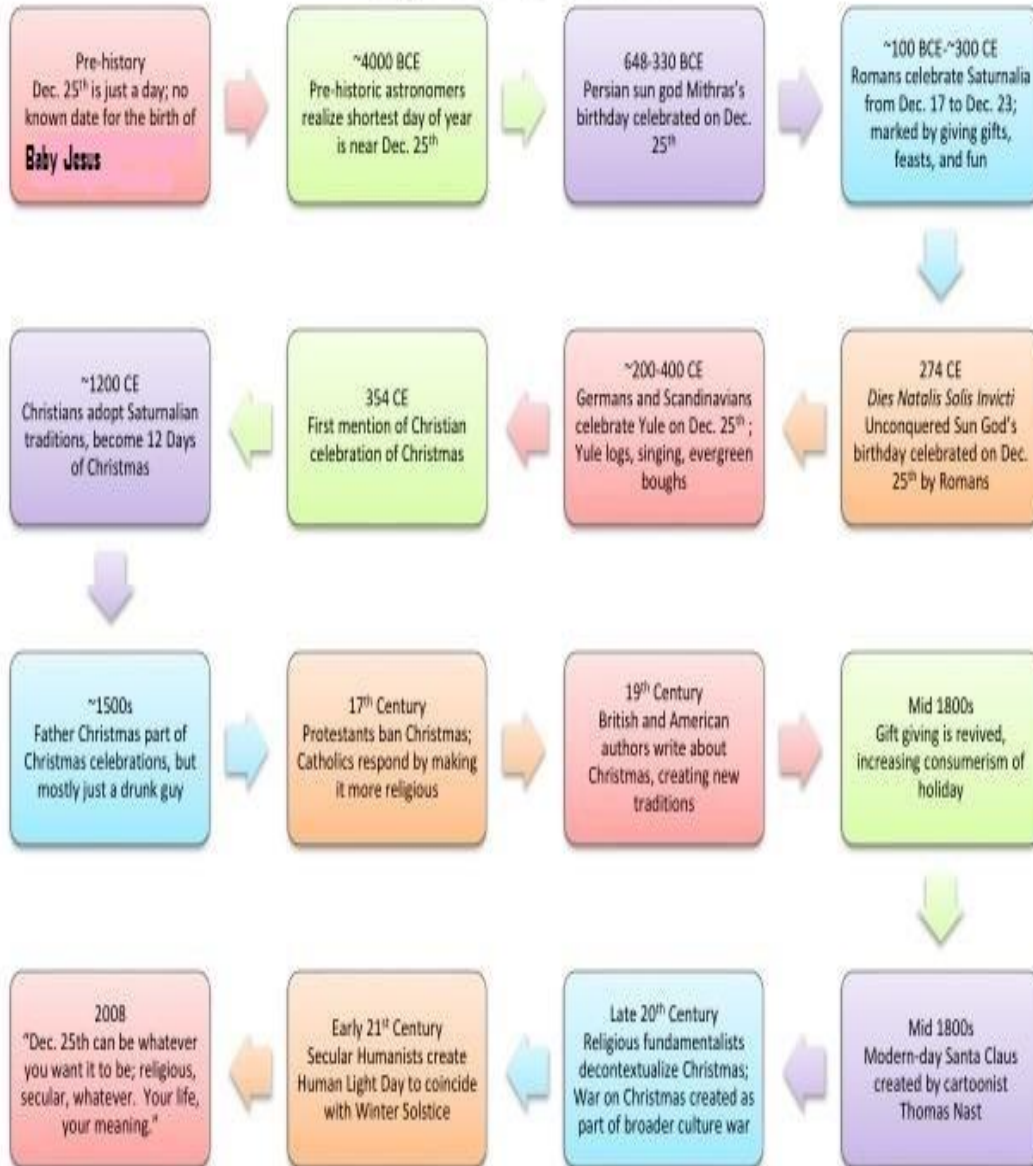 Pre-history
Dec. 25th is just a day; no
known date for the birth of
Baby Jesus
~4000 BCE
Pre-historic astronomers
realize shortest day of year
is near Dec. 25th
648-330 BCE
Persian sun god Mithras's
birthday celebrated on Dec.
25th
~100 BCE-~300 CE
Romans celebrate Saturnalia
from Dec. 17 to Dec. 23;
marked by giving gifts,
feasts, and fun
274 CE
Dies Natalis Solis Invicti
Unconquered Sun God's
birthday celebrated on Dec.
25th by Romans
~200-400 CE
Germans and Scandinavians
celebrate Yule on Dec. 25th ;
Yule logs, singing, evergreen
boughs
354 CE
First mention of Christian
celebration of Christmas
~1200 CE
Christians adopt Saturnalian
traditions, become 12 Days
of Christmas
~1500s
Father Christmas part of
Christmas celebrations, but
mostly just a drunk guy
17th Century
Protestants ban Christmas;
Catholics respond by making
it more religious
19th Century
British and American
authors write about
Christmas, creating new
traditions
Mid 1800s
Gift giving is revived,
increasing consumerism of
holiday
Mid 1800s
Modern-day Santa Claus
created by cartoonist
Thomas Nast
Late 20th Century
Religious fundamentalists
decontextualize Christmas;
War on Christmas created as
part of broader culture war
Early 21st Century
Secular Humanists create
Human Light Day to coincide
with Winter Solstice
2008
"Dec. 25th can be whatever
you want it to be; religious,
secular, whatever. Your life,
your meaning."